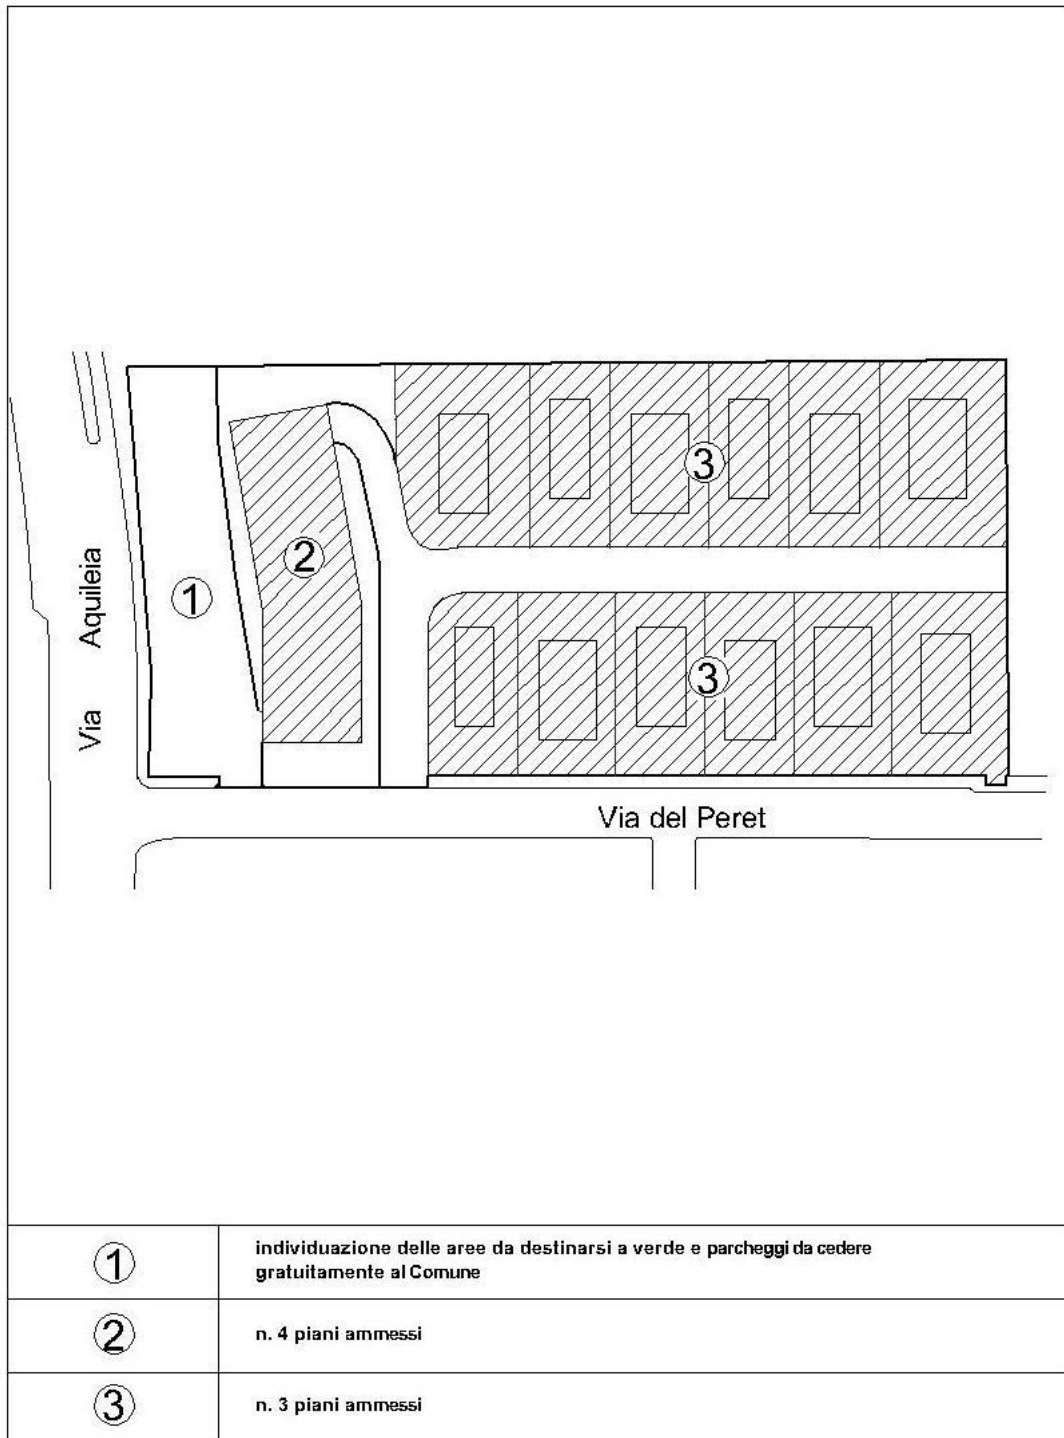 3
2
1
Via Aquileia
3
Via del Peret
1
individuazione delle aree da destinarsi a verde e parcheggi da cedere
gratuitamente al Comune
2
n. 4 piani ammessi
3
n. 3 piani ammessi